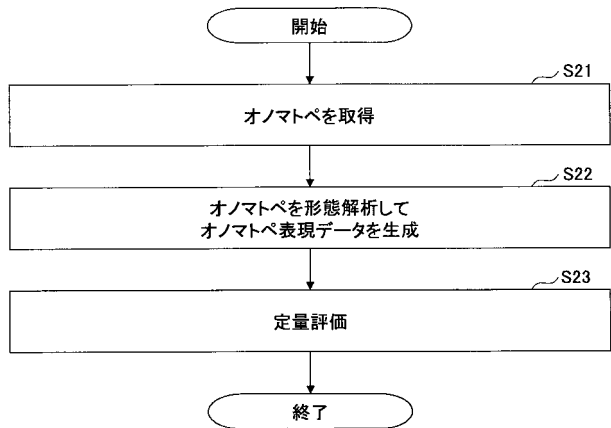 開始
S21
オノマトペを取得
S22
オノマトペを形態解析して
オノマトペ表現データを生成
S23
定量評価
終了